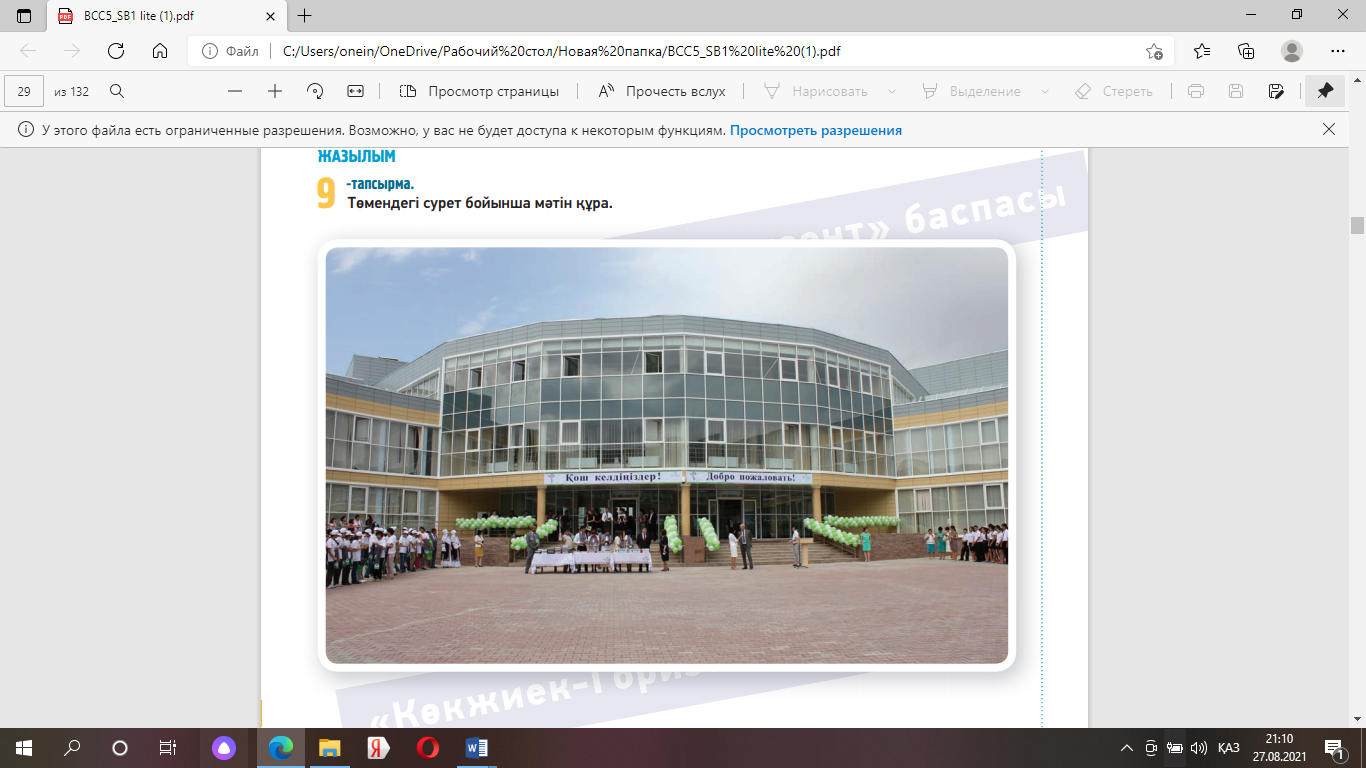 BCC5_SB1 lite (1).pdf
Файл
C:/Users/onein/OneDrive/Рабочий%20стол/Новая%20папка/BCC5_SB1%20lite%20(1).pdf
29 из 132
Просмотр страницы
Прочесть вслух
Нарисовать
Выделение
Стереть
У этого файла есть ограниченные разрешения. Возможно, у вас не будет доступа к некоторым функциям. Просмотреть разрешения
ЖАЗЫЛЫМ
9 -тапсырма.
Төмендегі сурет бойынша мәтін құра.
баспасы
Қош келдіңіздер! Добро пожаловать!
«Көкжиек-Гориз
ҚАЗ
21:10
27.08.2021
1